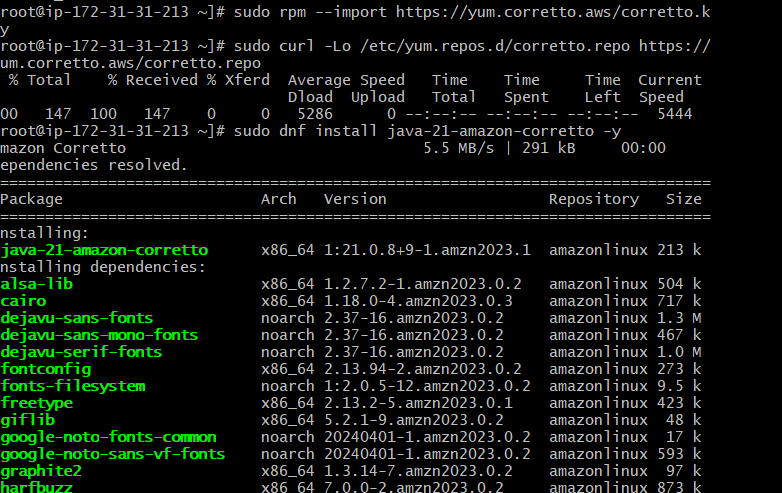 root@ip-172-31-31-213 ~]# sudo rpm --import https://yum.corretto.aws/corretto.k
y
root@ip-172-31-31-213 ~]# sudo curl -Lo /etc/yum.repos.d/corretto.repo https://
um.corretto.aws/corretto.repo
% Total % Received % Xferd Average Speed Time Time Time Current
Dload Upload Total Spent Left Speed
00 147 100 147 0 0 5286 0 --:--:-- --:--:-- --:--:-- 5444
root@ip-172-31-31-213 ~]# sudo dnf install java-21-amazon-corretto -y
mazon Corretto 5.5 MB/s | 291 kB 00:00
ependencies resolved.
===============================================================================
Package Arch Version Repository Size
===============================================================================
nstalling:
java-21-amazon-corretto x86_64 1:21.0.8+9-1.amzn2023.1 amazonlinux 213 k
nstalling dependencies:
alsa-lib x86_64 1.2.7.2-1.amzn2023.0.2 amazonlinux 504 k
cairo x86_64 1.18.0-4.amzn2023.0.3 amazonlinux 717 k
dejavu-sans-fonts noarch 2.37-16.amzn2023.0.2 amazonlinux 1.3 M
dejavu-sans-mono-fonts noarch 2.37-16.amzn2023.0.2 amazonlinux 467 k
dejavu-serif-fonts noarch 2.37-16.amzn2023.0.2 amazonlinux 1.0 M
fontconfig x86_64 2.13.94-2.amzn2023.0.2 amazonlinux 273 k
fonts-filesystem noarch 1:2.0.5-12.amzn2023.0.2 amazonlinux 9.5 k
freetype x86_64 2.13.2-5.amzn2023.0.1 amazonlinux 423 k
giflib x86_64 5.2.1-9.amzn2023.0.2 amazonlinux 48 k
google-noto-fonts-common noarch 20240401-1.amzn2023.0.2 amazonlinux 17 k
google-noto-sans-vf-fonts noarch 20240401-1.amzn2023.0.2 amazonlinux 593 k
graphite2 x86_64 1.3.14-7.amzn2023.0.2 amazonlinux 97 k
harfbuzz x86_64 7.0.0-2.amzn2023.0.2 amazonlinux 873 k